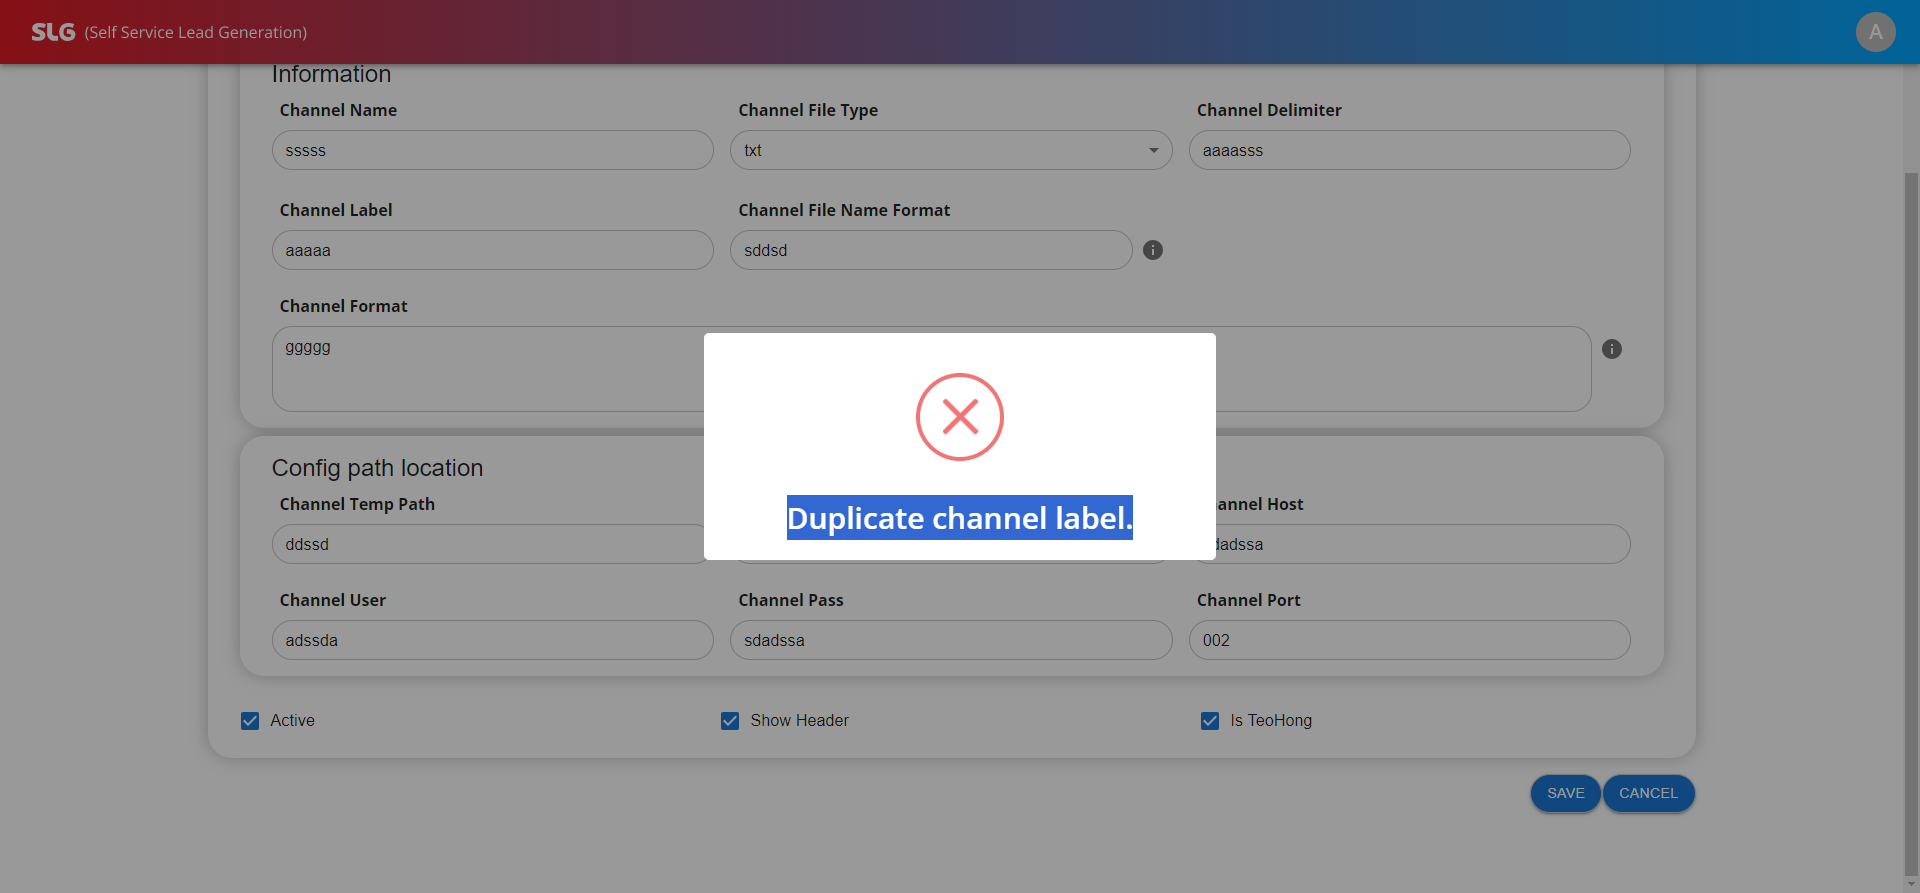 SLG (Self Service Lead Generation)
A
Information
Channel Name
Channel File Type
Channel Delimiter
sssss
txt
aaaasss
Channel Label
Channel File Name Format
aaaaa
sddsd
Channel Format
ggggg
Duplicate channel label.
Config path location
Channel Temp Path
annel Host
ddssd
dadssa
Channel User
Channel Pass
Channel Port
adssda
sdadssa
002
Active
Show Header
Is TeoHong
SAVE
CANCEL